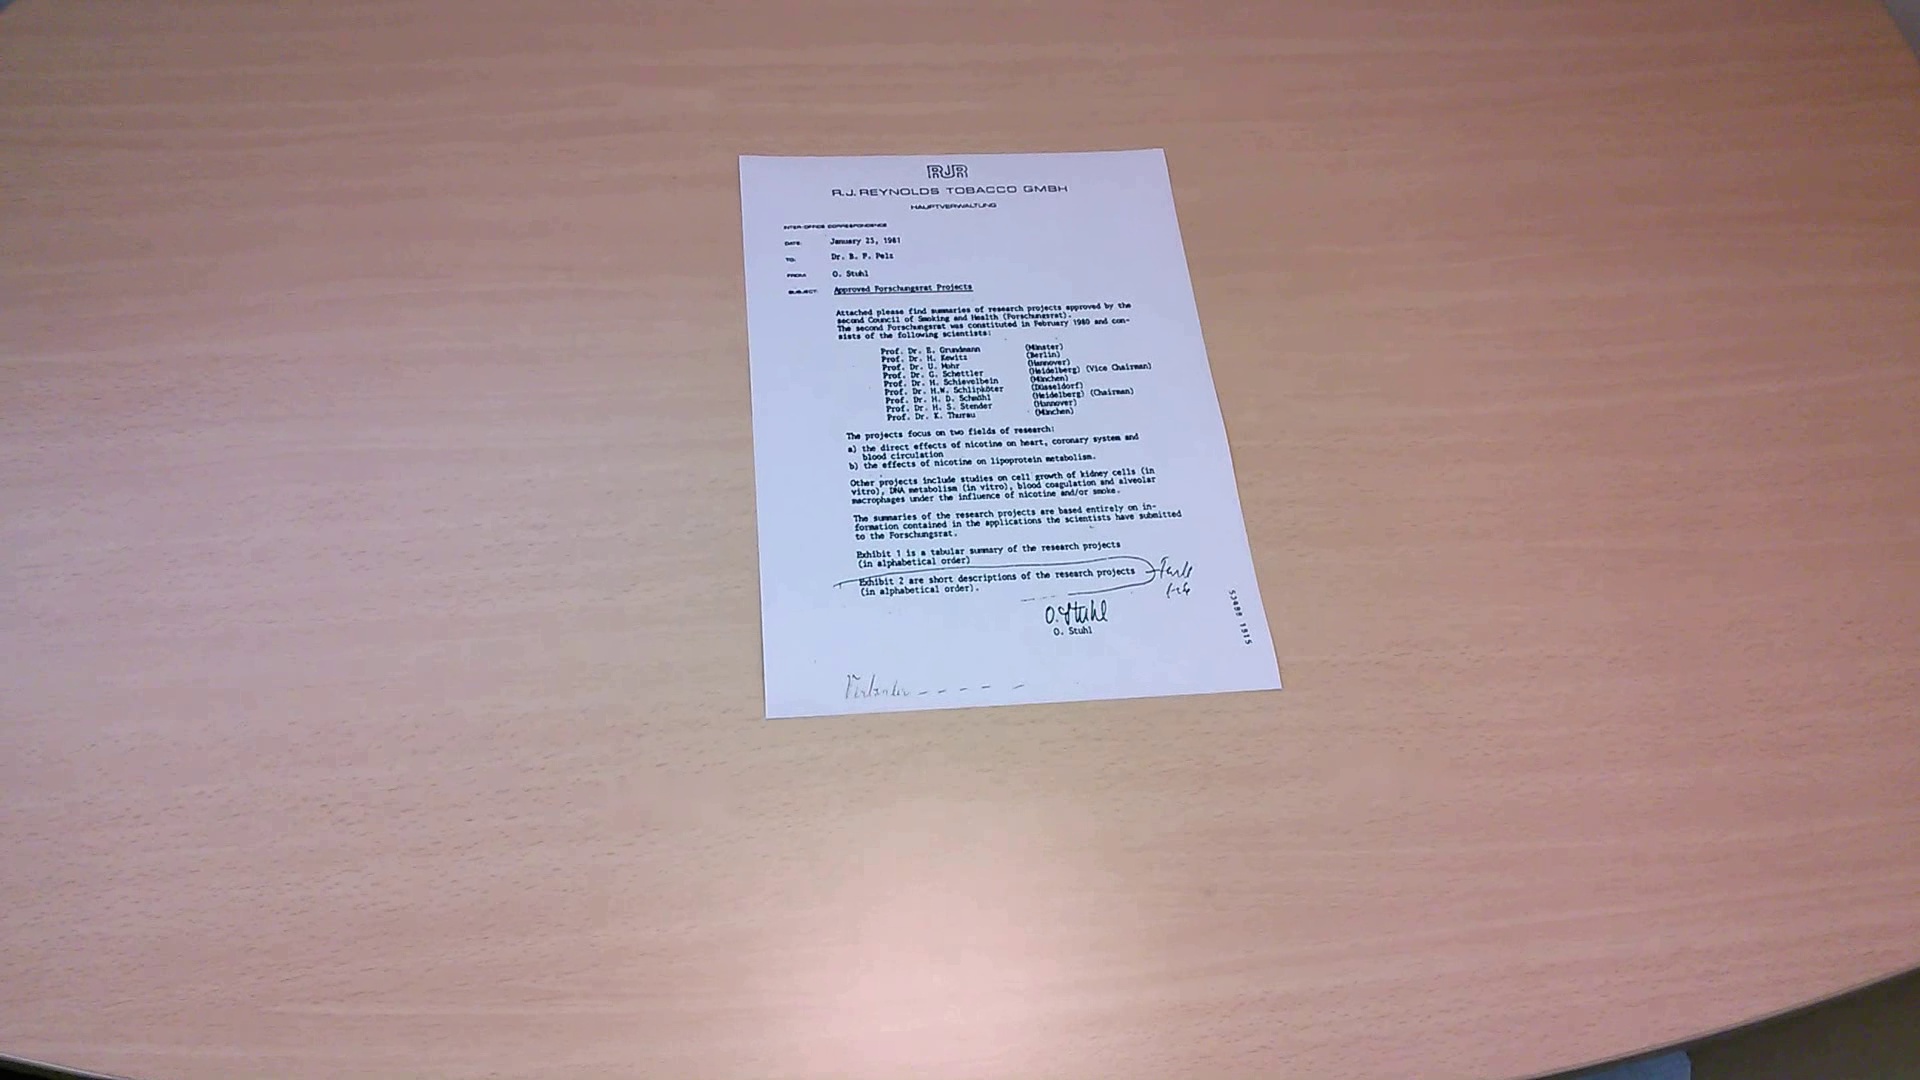 RJR
R.J. REYNOLDS TOBACCO GMBH
HAUPTVERWALTUNG
INTER-OFFICE CORRESPONDENCE
DATE: January 23, 1981
TO: Dr. B. F. Pelz
FROM: O. Stuhl
SUBJECT: Approved Forschungsrat Projects
Attached please find summaries of research projects approved by the
second Council of Smoking and Health (Forschungsrat).
The second Forschungsrat was constituted in February 1980 and con-
sists of the following scientists:
Prof. Dr. E. Grundmann (Münster)
Prof. Dr. H. Kewitz (Berlin)
Prof. Dr. U. Mohr (Hannover)
Prof. Dr. G. Schettler (Heidelberg) (Vice Chairman)
Prof. Dr. H. Schievelbein (München)
Prof. Dr. H.W. Schlipköter (Düsseldorf)
Prof. Dr. H. D. Schmähl (Heidelberg) (Chairman)
Prof. Dr. H. S. Stender (Hannover)
Prof. Dr. K. Thurau (München)
The projects focus on two fields of research:
a) the direct effects of nicotine on heart, coronary system and
blood circulation
b) the effects of nicotine on lipoprotein metabolism.
Other projects include studies on cell growth of kidney cells (in
vitro), DNA metabolism (in vitro), blood coagulation and alveolar
macrophages under the influence of nicotine and/or smoke.
The summaries of the research projects are based entirely on in-
formation contained in the applications the scientists have submitted
to the Forschungsrat.
Exhibit 1 is a tabular summary of the research projects
(in alphabetical order)
Exhibit 2 are short descriptions of the research projects
(in alphabetical order).
O. Stuhl
O. Stuhl